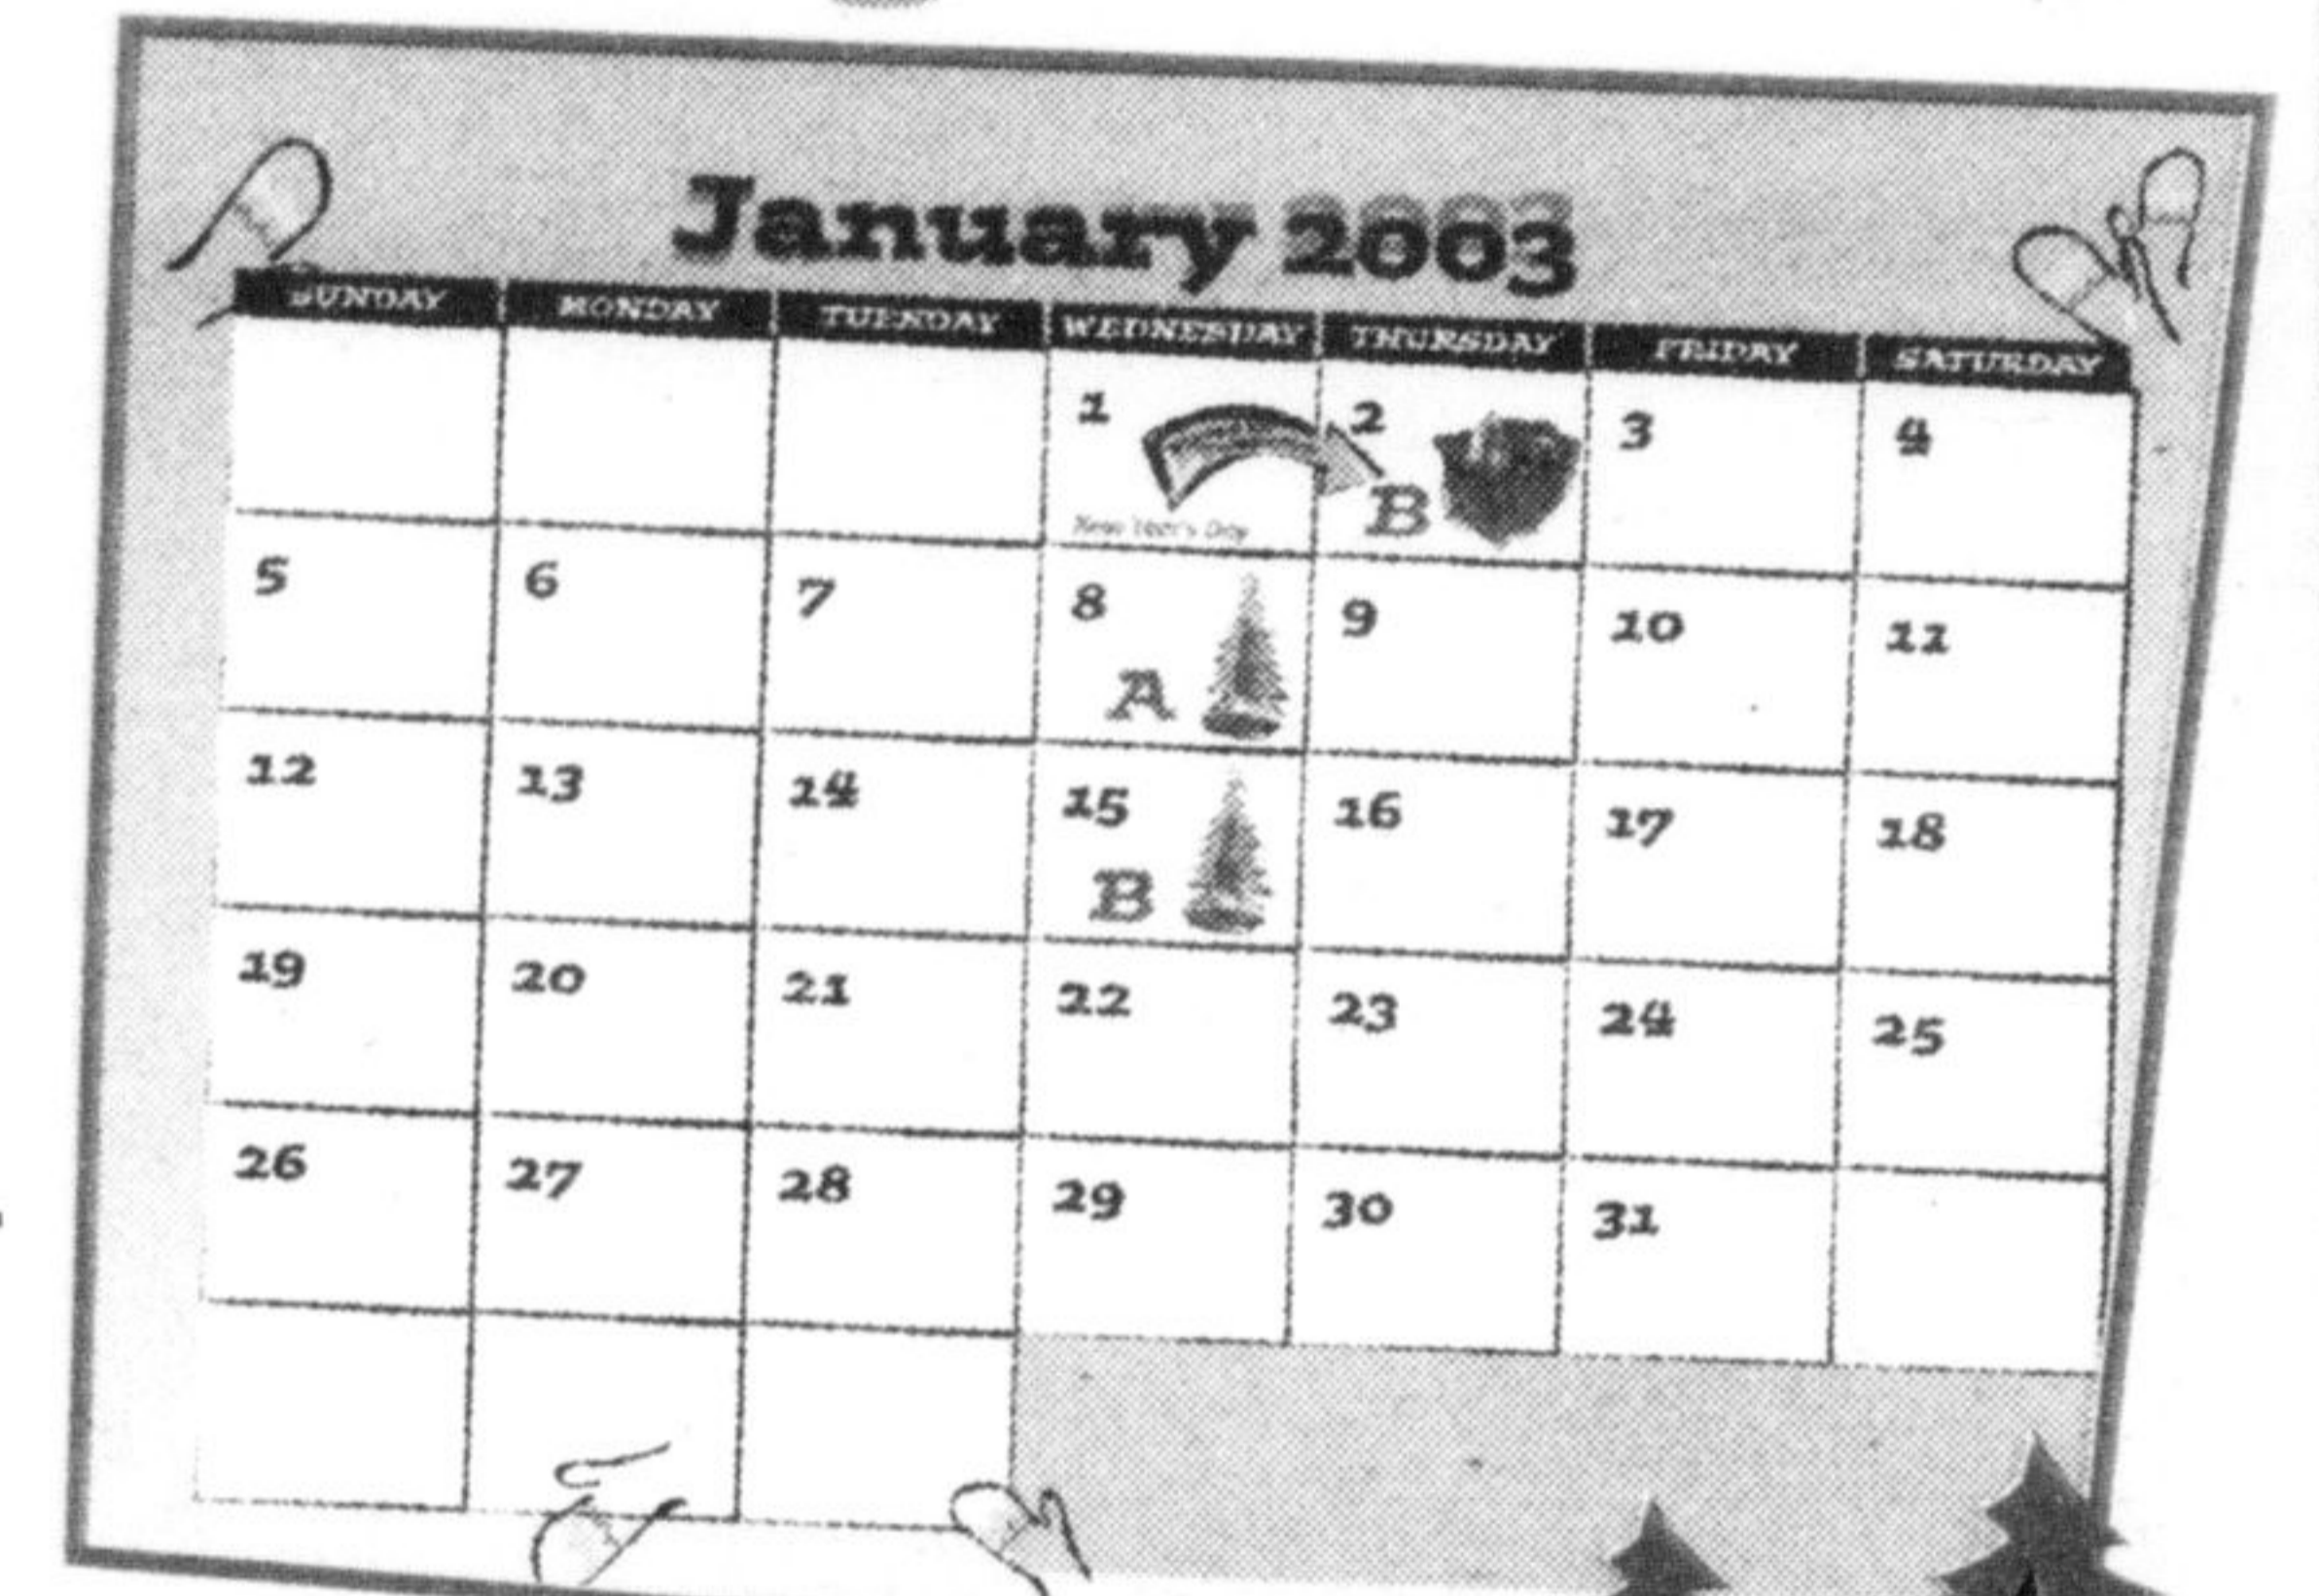 January 2003
SUNDAY MONDAY TUESDAY WEDNESDAY THURSDAY FRIDAY SATURDAY
1 2 3 4
B
New Year's Day
5 6 7 8 9 10 11
A
12 13 14 15 16 17 18
B
19 20 21 22 23 24 25
26 27 28 29 30 31